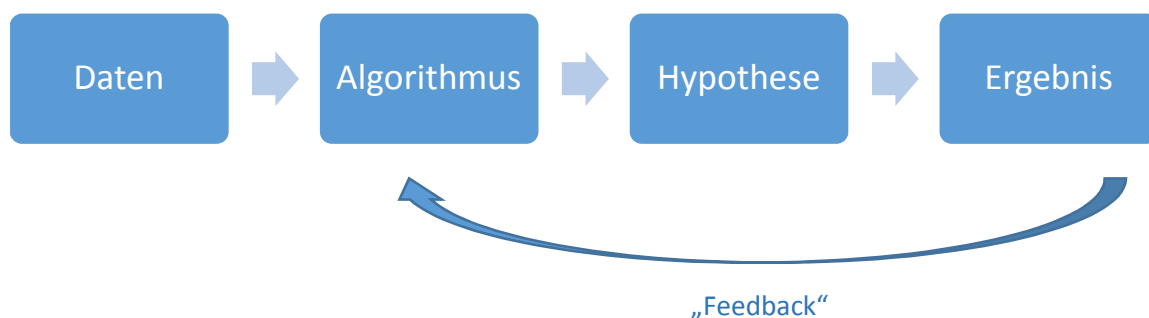 Daten
Algorithmus
Hypothese
Ergebnis
„Feedback“